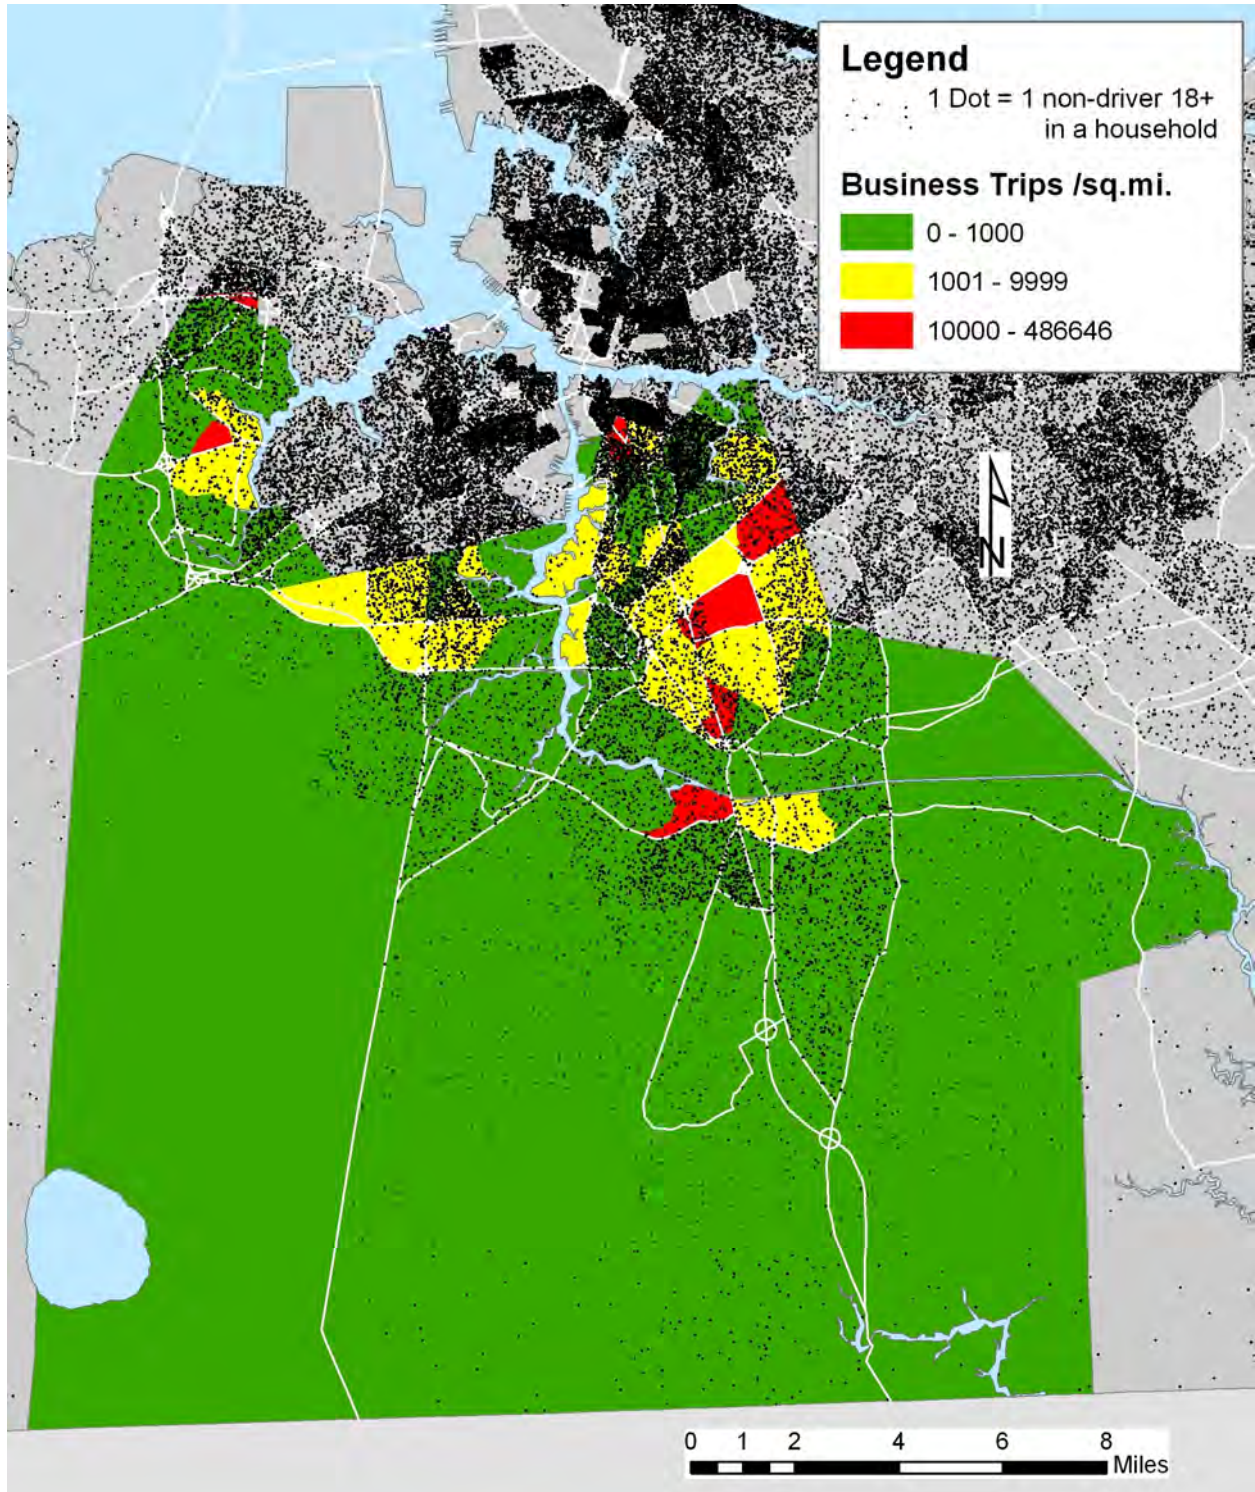 Legend
1 Dot = 1 non-driver 18+
in a household
Business Trips /sq.mi.
0 - 1000
1001 - 9999
10000 - 486646
N
0 1 2 4 6 8
Miles